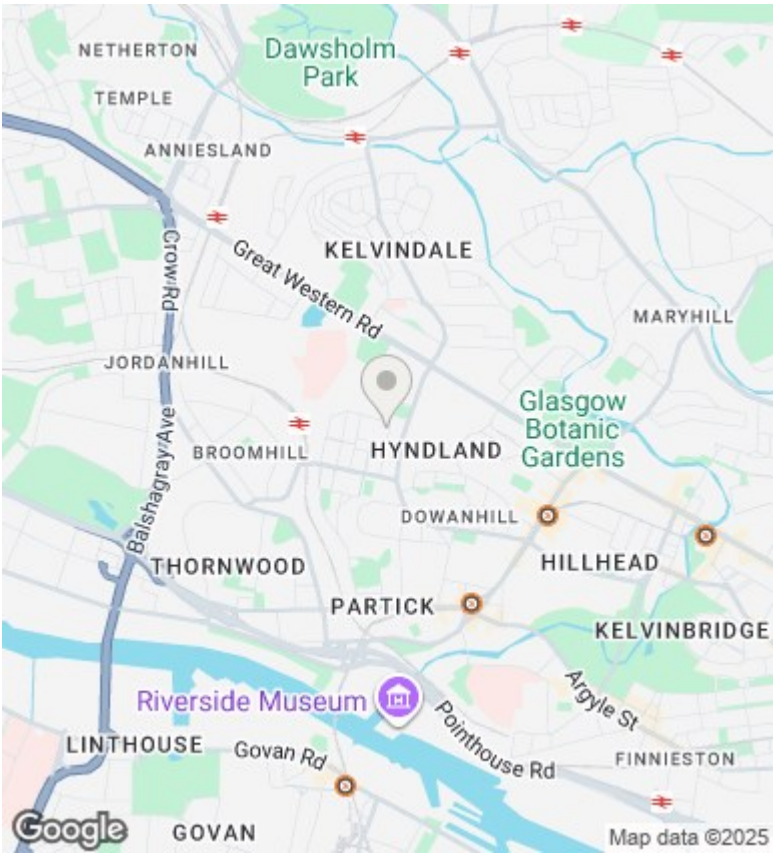 NETHERTON
Dawsholm
Park
TEMPLE
ANNIESLAND
Crow Rd
Great Western Rd
KELVINDALE
MARYHILL
JORDANHILL
Glasgow
Botanic
Gardens
Balshagray Ave
BROOMHILL
HYNDLAND
DOWANHILL
THORNWOOD
HILLHEAD
PARTICK
KELVINBRIDGE
Riverside Museum
Argyle St
Pointhouse Rd
LINTHOUSE
Govan Rd
FINNIESTON
Google
GOVAN
Map data ©2025